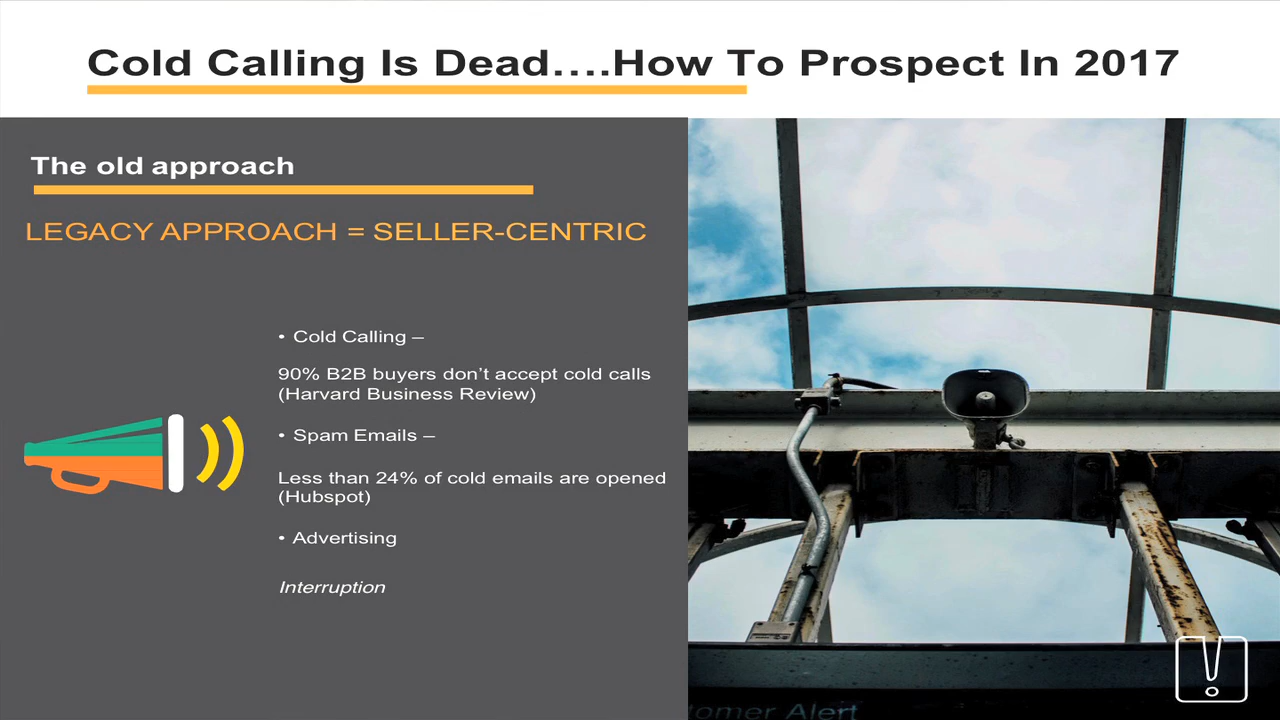 Cold Calling Is Dead....How To Prospect In 2017
The old approach
LEGACY APPROACH = SELLER-CENTRIC
• Cold Calling –
90% B2B buyers don’t accept cold calls
(Harvard Business Review)
• Spam Emails –
Less than 24% of cold emails are opened
(Hubspot)
• Advertising
Interruption
Alert